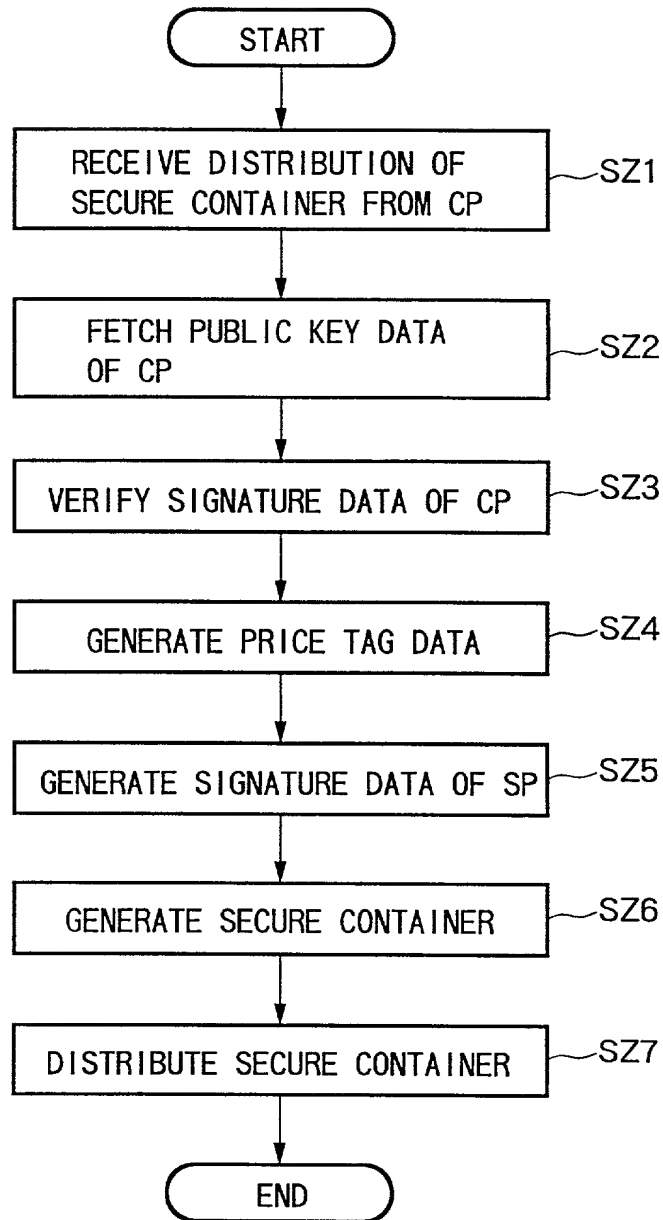 START
RECEIVE DISTRIBUTION OF
SECURE CONTAINER FROM CP
SZ1
FETCH PUBLIC KEY DATA
OF CP
SZ2
VERIFY SIGNATURE DATA OF CP
SZ3
GENERATE PRICE TAG DATA
SZ4
GENERATE SIGNATURE DATA OF SP
SZ5
GENERATE SECURE CONTAINER
SZ6
DISTRIBUTE SECURE CONTAINER
SZ7
END